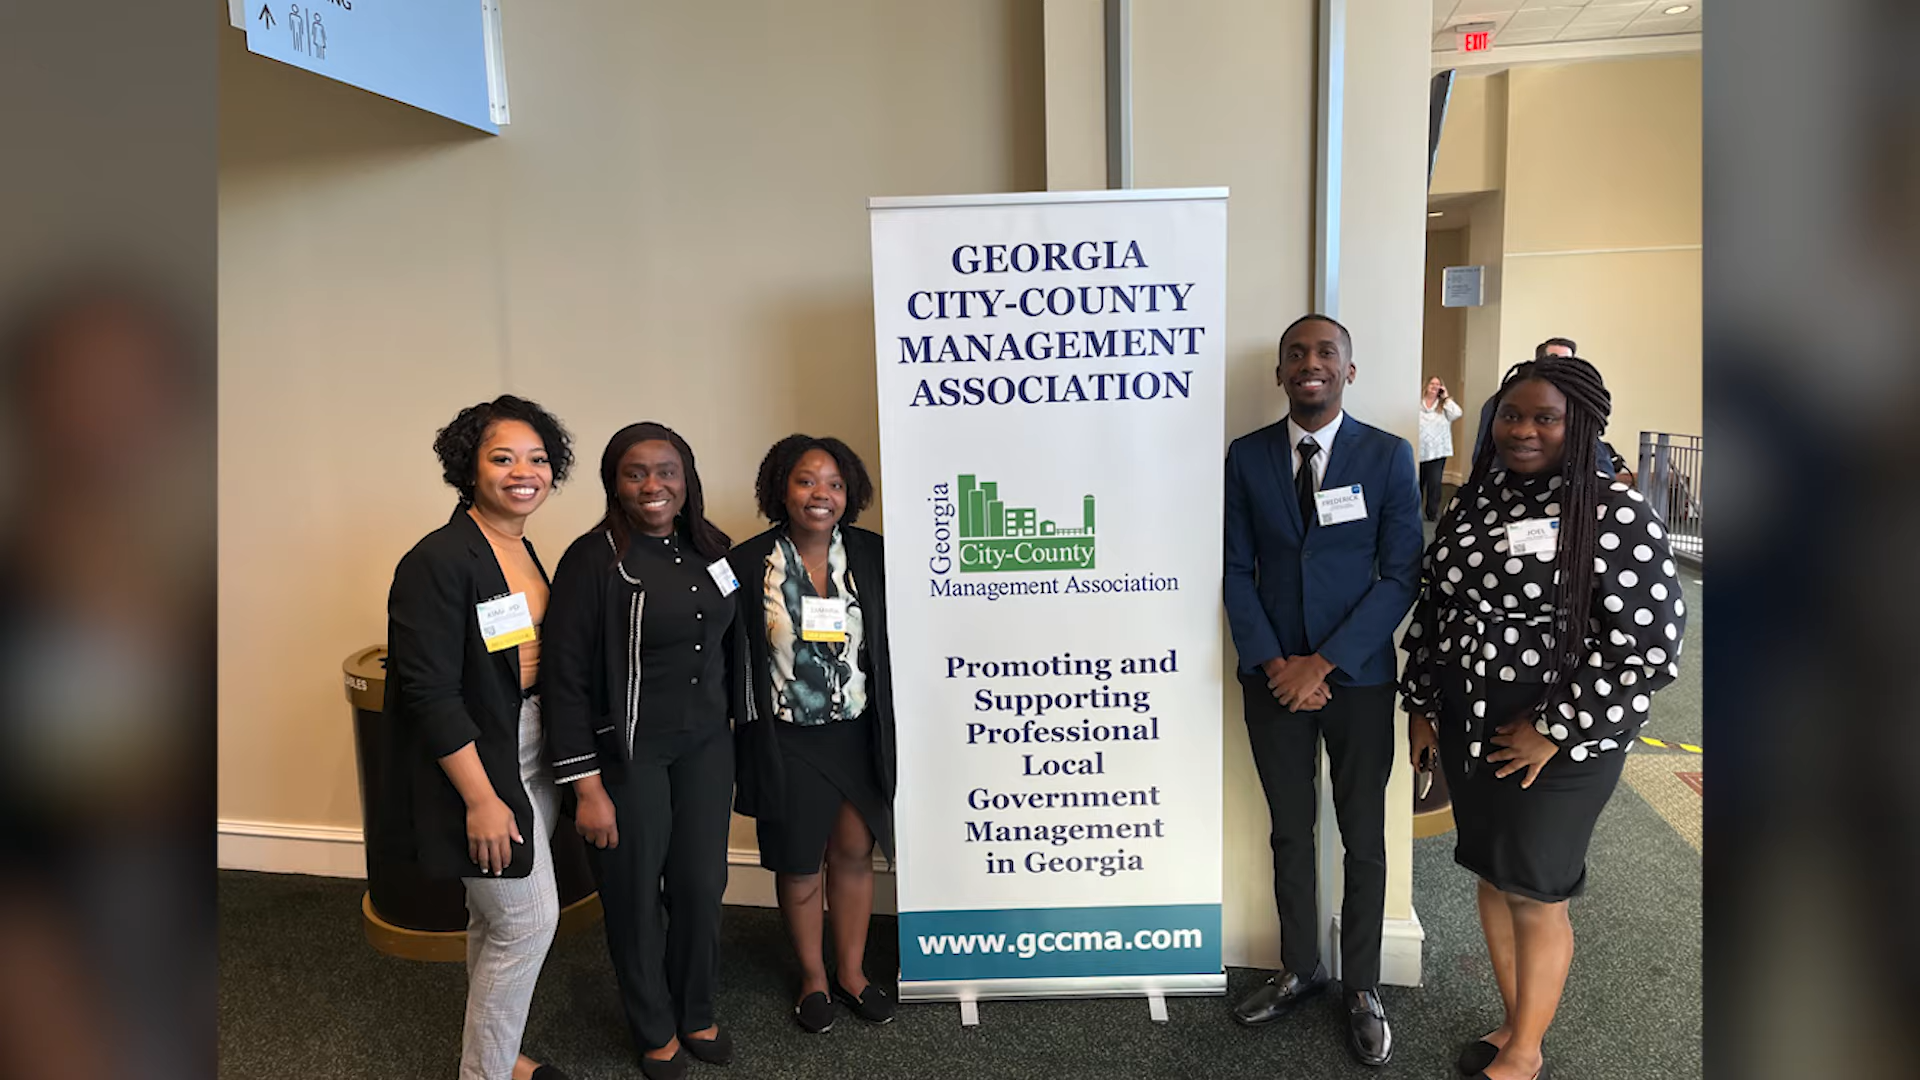 EXIT
GEORGIA
CITY-COUNTY
MANAGEMENT
ASSOCIATION
Georgia
City-County
Management Association
Promoting and
Supporting
Professional
Local
Government
Management
in Georgia
www.gccma.com
FREDERICK
JOEL